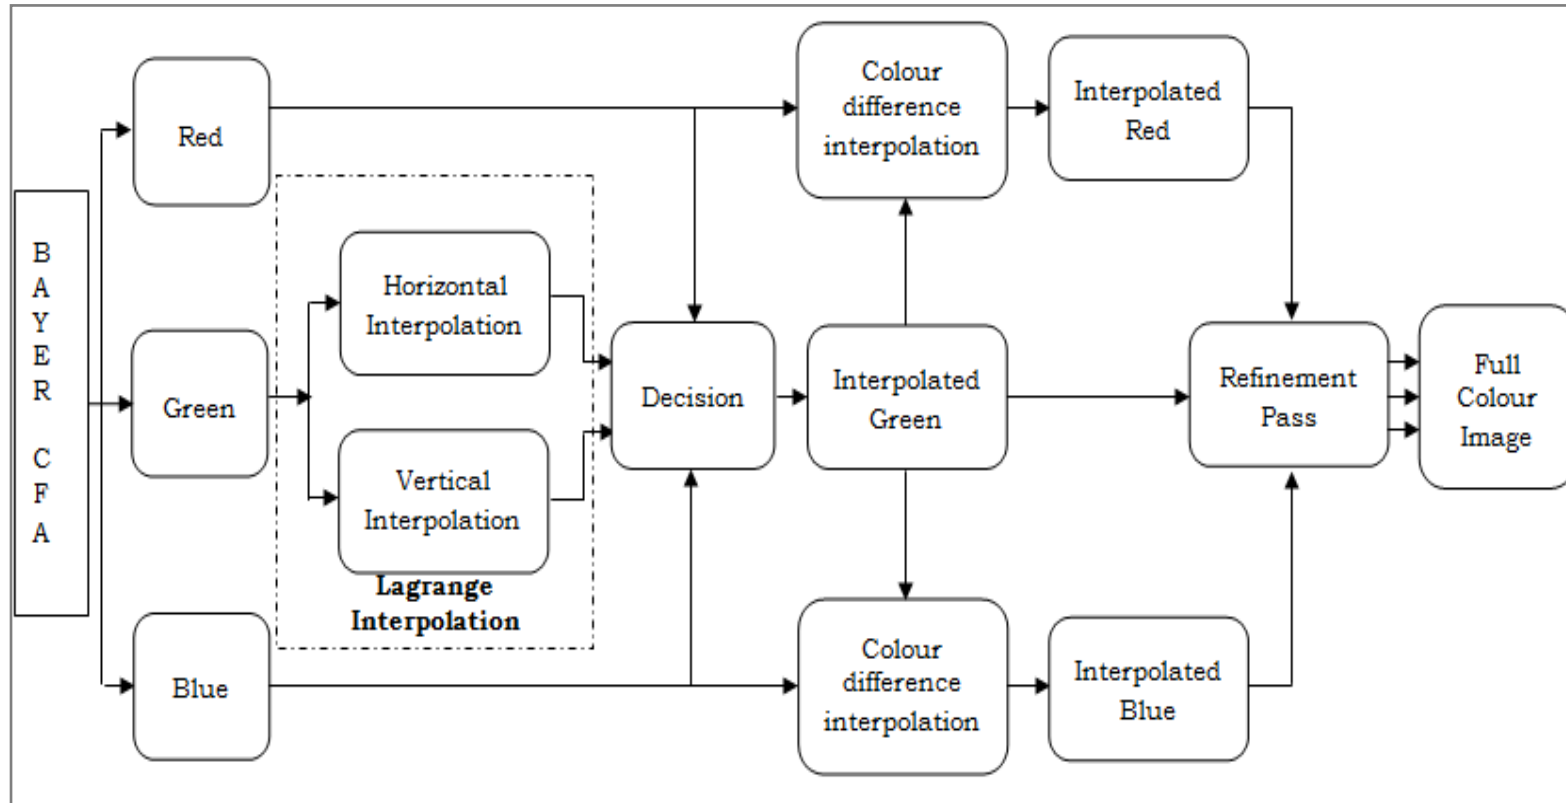 B
A
Y
E
R
C
F
A
Red
Green
Blue
Horizontal
Interpolation
Vertical
Interpolation
Lagrange
Interpolation
Decision
Colour
difference
interpolation
Interpolated
Red
Interpolated
Green
Colour
difference
interpolation
Interpolated
Blue
Refinement
Pass
Full
Colour
Image